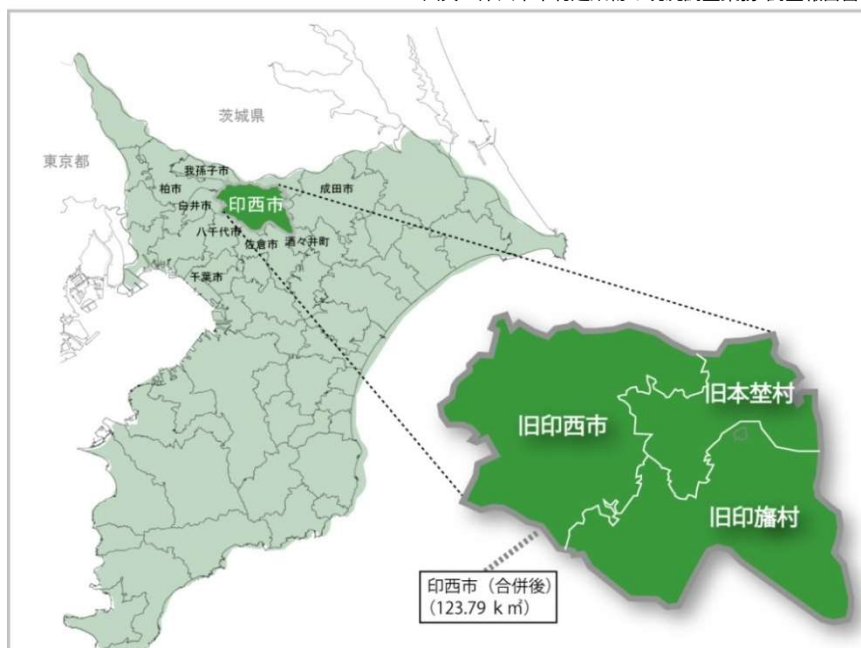 茨城県
東京都
我孫子市
柏市
印西市
成田市
白井市
八千代市
佐倉市
酒々井町
千葉市
旧本埜村
旧印西市
旧印旛村
印西市（合併後）
（123.79 k㎡）